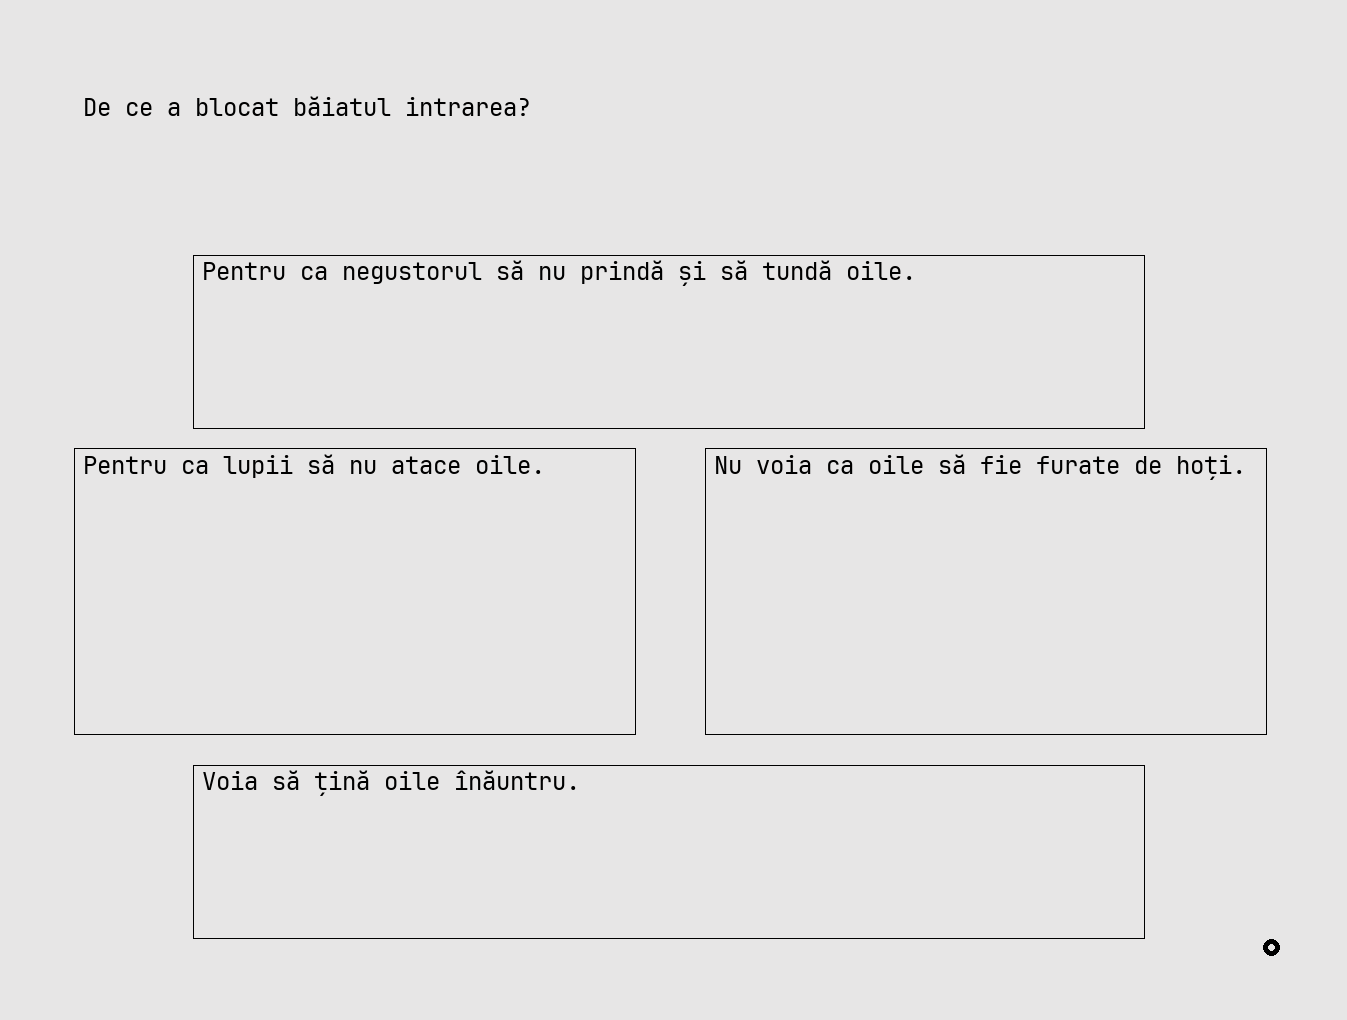 De ce a blocat băiatul intrarea?
Pentru ca negustorul să nu prindă și să tundă oile.
Pentru ca lupii să nu atace oile.
Nu voia ca oile să fie furate de hoți.
Voia să țină oile înăuntru.